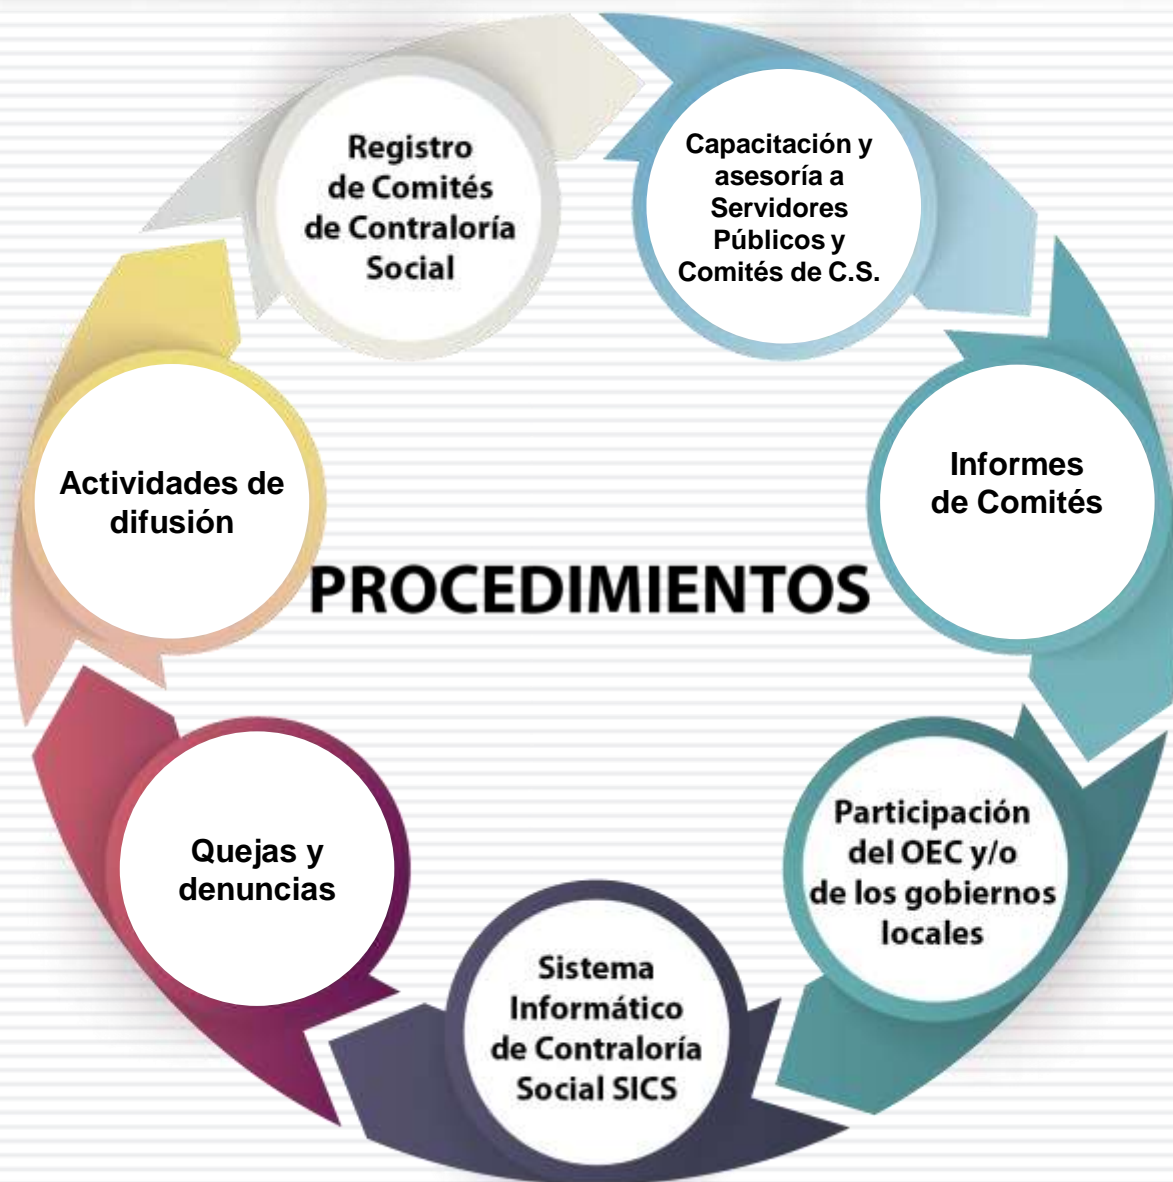 Registro
de Comités
de Contraloría
Social
Capacitación y
asesoría a
Servidores
Públicos y
Comités de C.S.
Informes
de Comités
Participación
del OEC y/o
de los gobiernos
locales
Sistema
Informático
de Contraloría
Social SICS
Quejas y
denuncias
Actividades de
difusión
PROCEDIMIENTOS